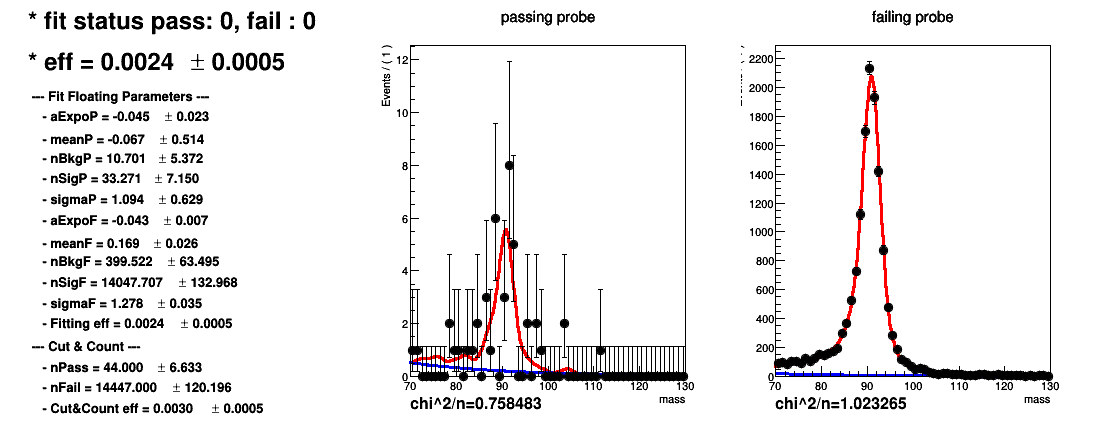 * fit status pass: 0, fail : 0
* eff = 0.0024 ± 0.0005
--- Fit Floating Parameters ---
- aExpoP = -0.045 ± 0.023
- meanP = -0.067 ± 0.514
- nBkgP = 10.701 ± 5.372
- nSigP = 33.271 ± 7.150
- sigmaP = 1.094 ± 0.629
- aExpoF = -0.043 ± 0.007
- meanF = 0.169 ± 0.026
- nBkgF = 399.522 ± 63.495
- nSigF = 14047.707 ± 132.968
- sigmaF = 1.278 ± 0.035
- Fitting eff = 0.0024 ± 0.0005
--- Cut & Count ---
- nPass = 44.000 ± 6.633
- nFail = 14447.000 ± 120.196
- Cut&Count eff = 0.0030 ± 0.0005
passing probe
Events / ( 1 )
12
10
8
6
4
2
0
70 80 90 100 110 120 130
mass
chi^2/n=0.758483
failing probe
2200
2000
1800
1600
1400
1200
1000
800
600
400
200
0
70 80 90 100 110 120 130
mass
chi^2/n=1.023265